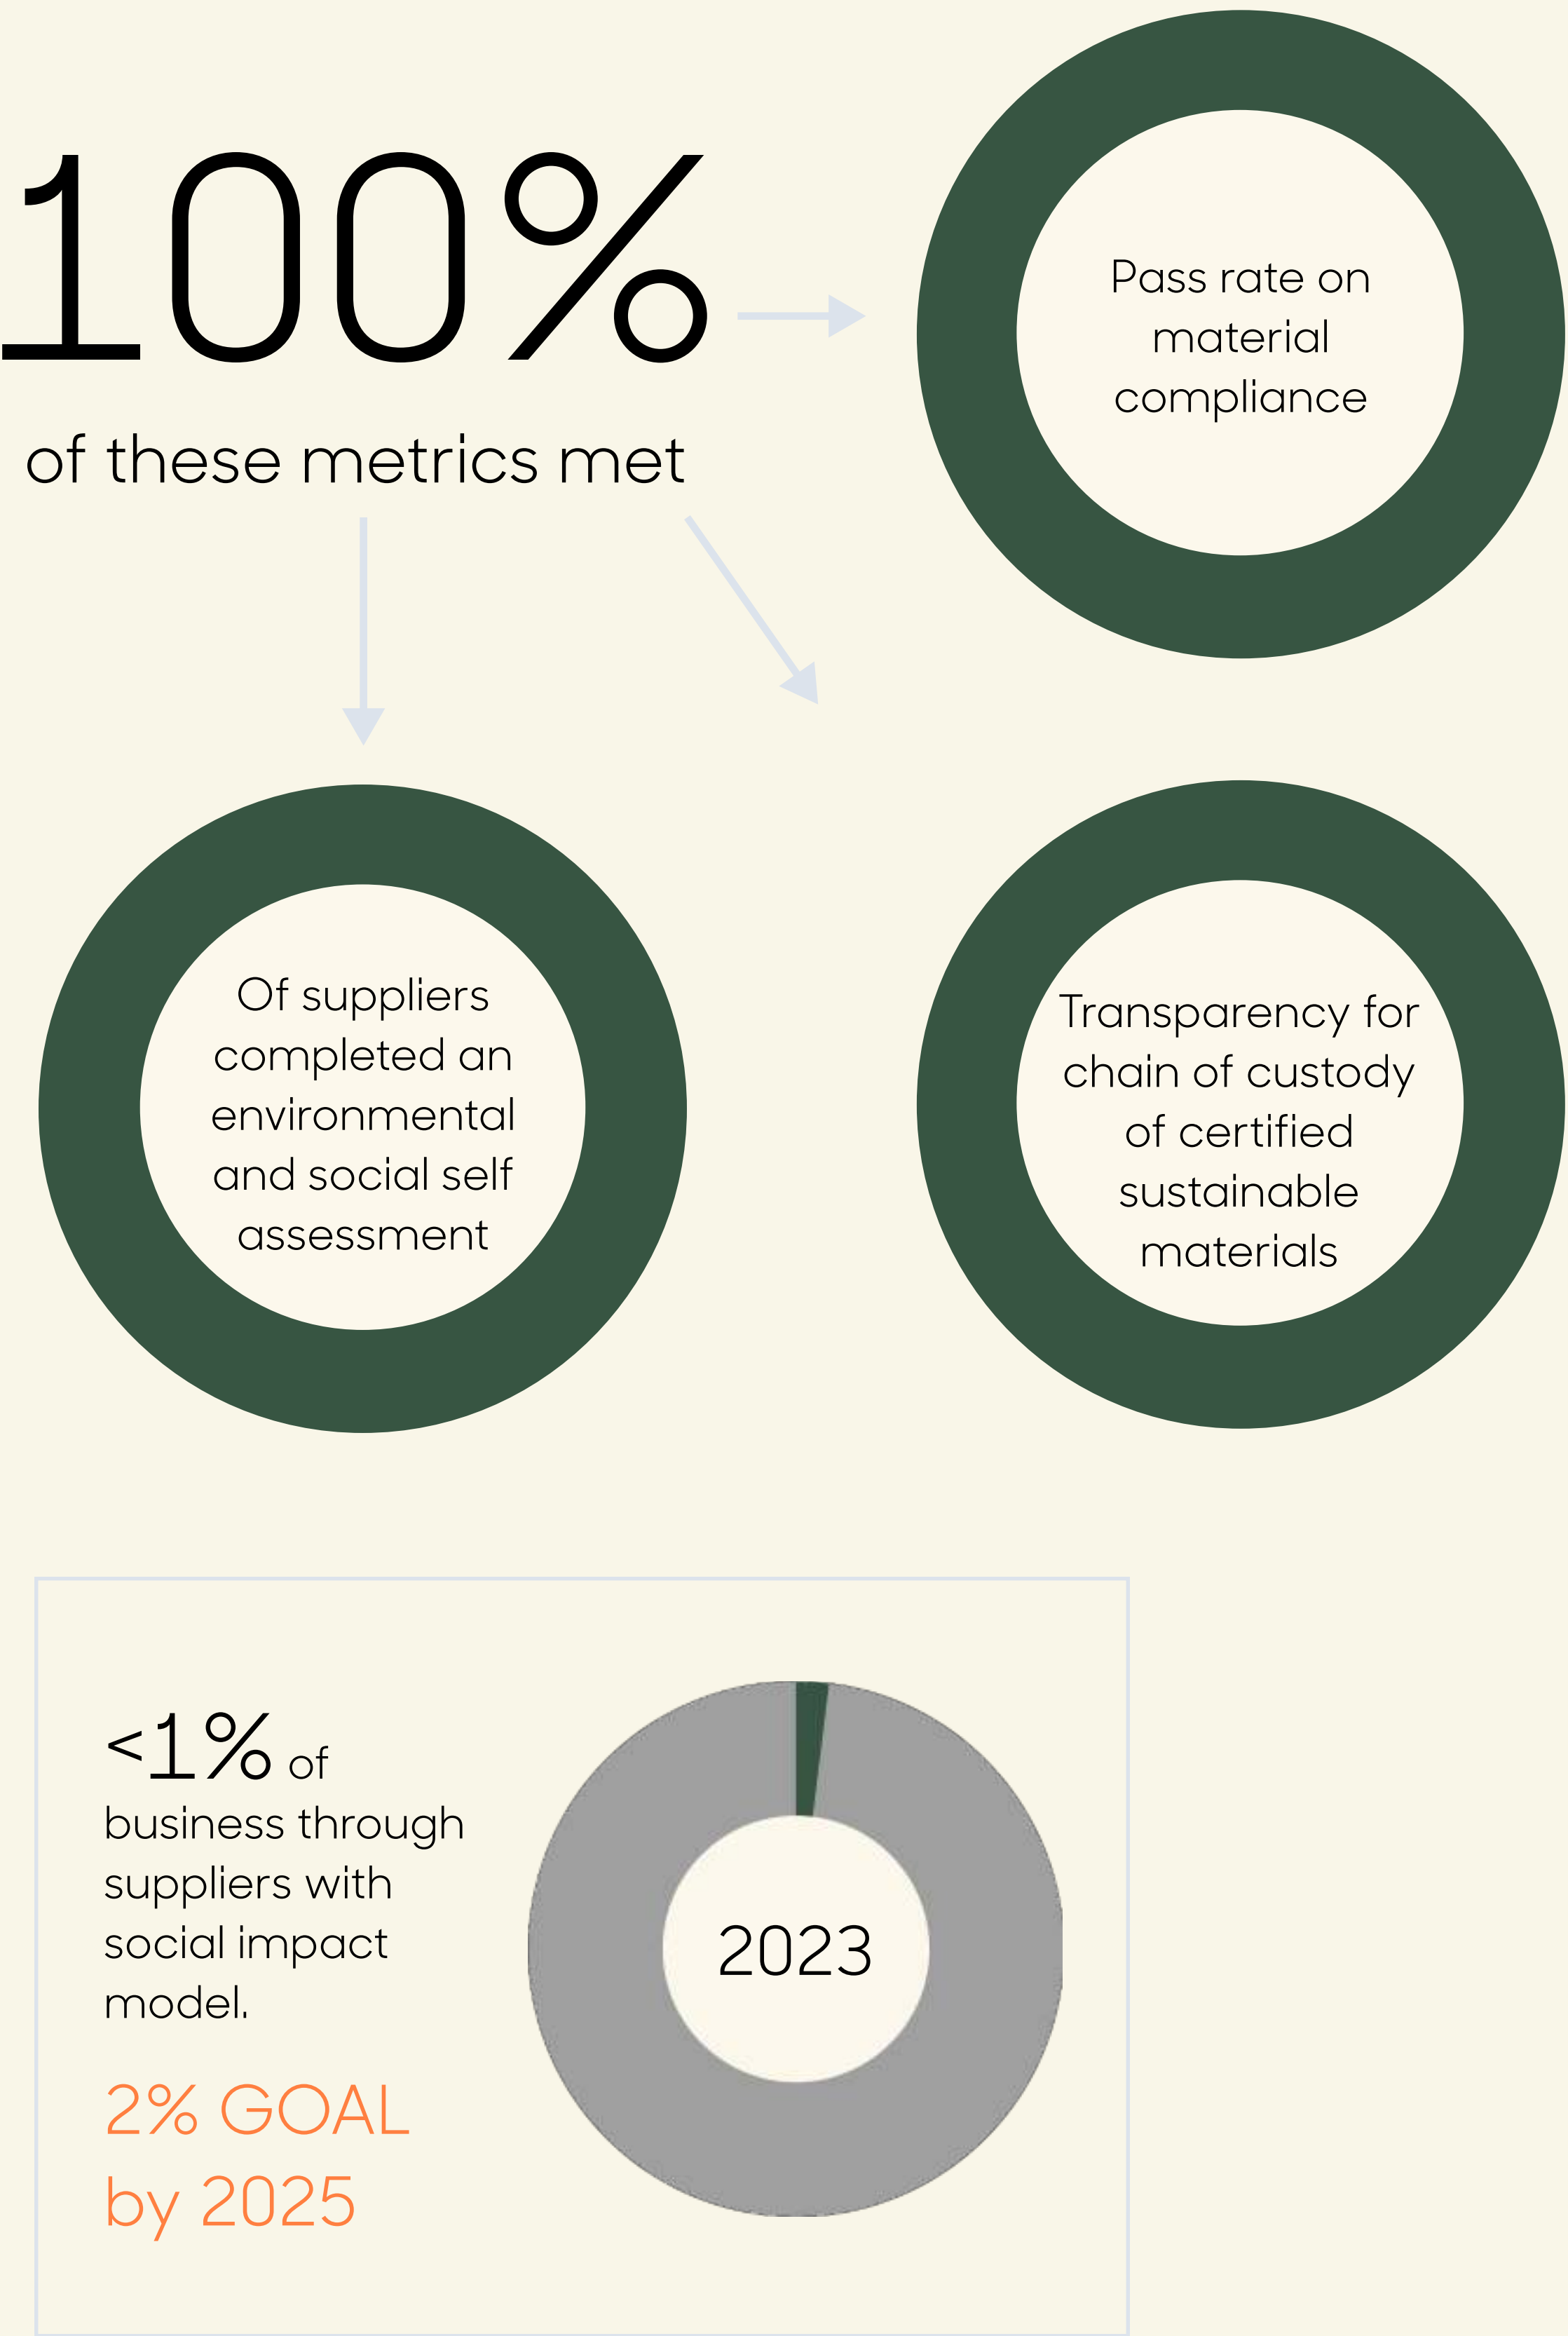 100%
of these metrics met
Pass rate on
material
compliance
Of suppliers
completed an
environmental
and social self
assessment
Transparency for
chain of custody
of certified
sustainable
materials
<1% of
business through
suppliers with
social impact
model.
2% GOAL
by 2025
2023